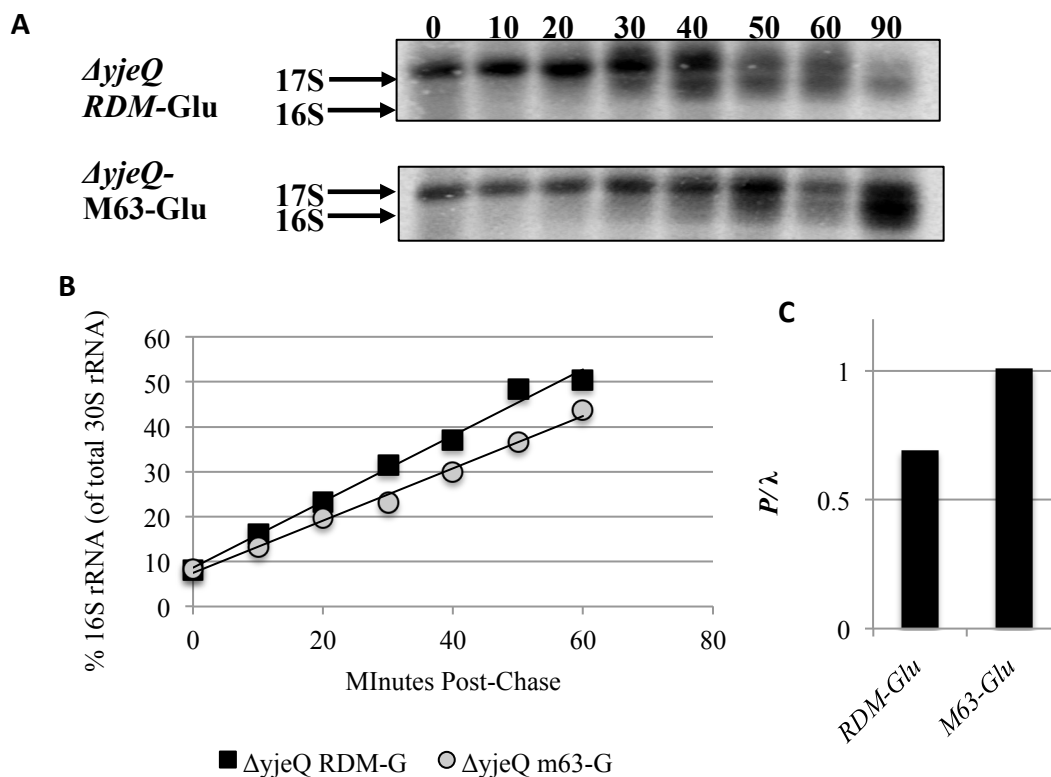 A
0 10 20 30 40 50 60 90
ΔyjeQ
RDM-Glu
17S
16S
ΔyjeQ-
M63-Glu
17S
16S
B
% 16S rRNA (of total 30S rRNA)
60
50
40
30
20
10
0
0 20 40 60 80
MInutes Post-Chase
ΔyjeQ RDM-G ΔyjeQ m63-G
C
P/λ
1
0.5
0
RDM-Glu
M63-Glu